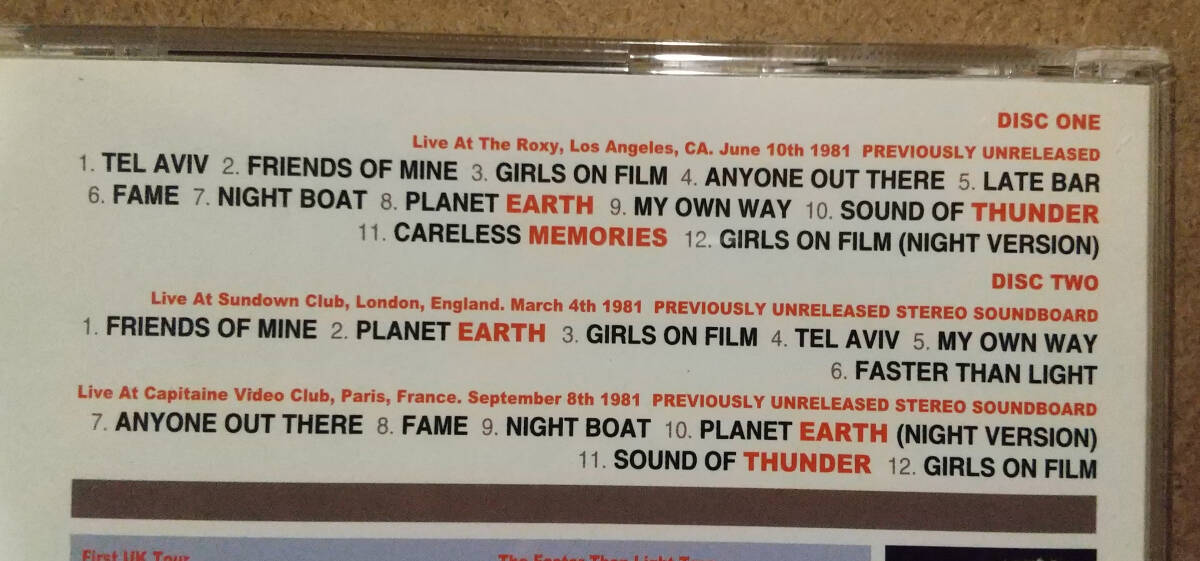 DISC ONE
Live At The Roxy, Los Angeles, CA. June 10th 1981 PREVIOUSLY UNRELEASED
1. TEL AVIV 2. FRIENDS OF MINE 3. GIRLS ON FILM 4. ANYONE OUT THERE 5. LATE BAR
6. FAME 7. NIGHT BOAT 8. PLANET EARTH 9. MY OWN WAY 10. SOUND OF THUNDER
11. CARELESS MEMORIES 12. GIRLS ON FILM (NIGHT VERSION)
DISC TWO
Live At Sundown Club, London, England. March 4th 1981 PREVIOUSLY UNRELEASED STEREO SOUNDBOARD
1. FRIENDS OF MINE 2. PLANET EARTH 3. GIRLS ON FILM 4. TEL AVIV 5. MY OWN WAY
6. FASTER THAN LIGHT
Live At Capitaine Video Club, Paris, France. September 8th 1981 PREVIOUSLY UNRELEASED STEREO SOUNDBOARD
7. ANYONE OUT THERE 8. FAME 9. NIGHT BOAT 10. PLANET EARTH (NIGHT VERSION)
11. SOUND OF THUNDER 12. GIRLS ON FILM
First UK Tour
The Faster Than Light Tour